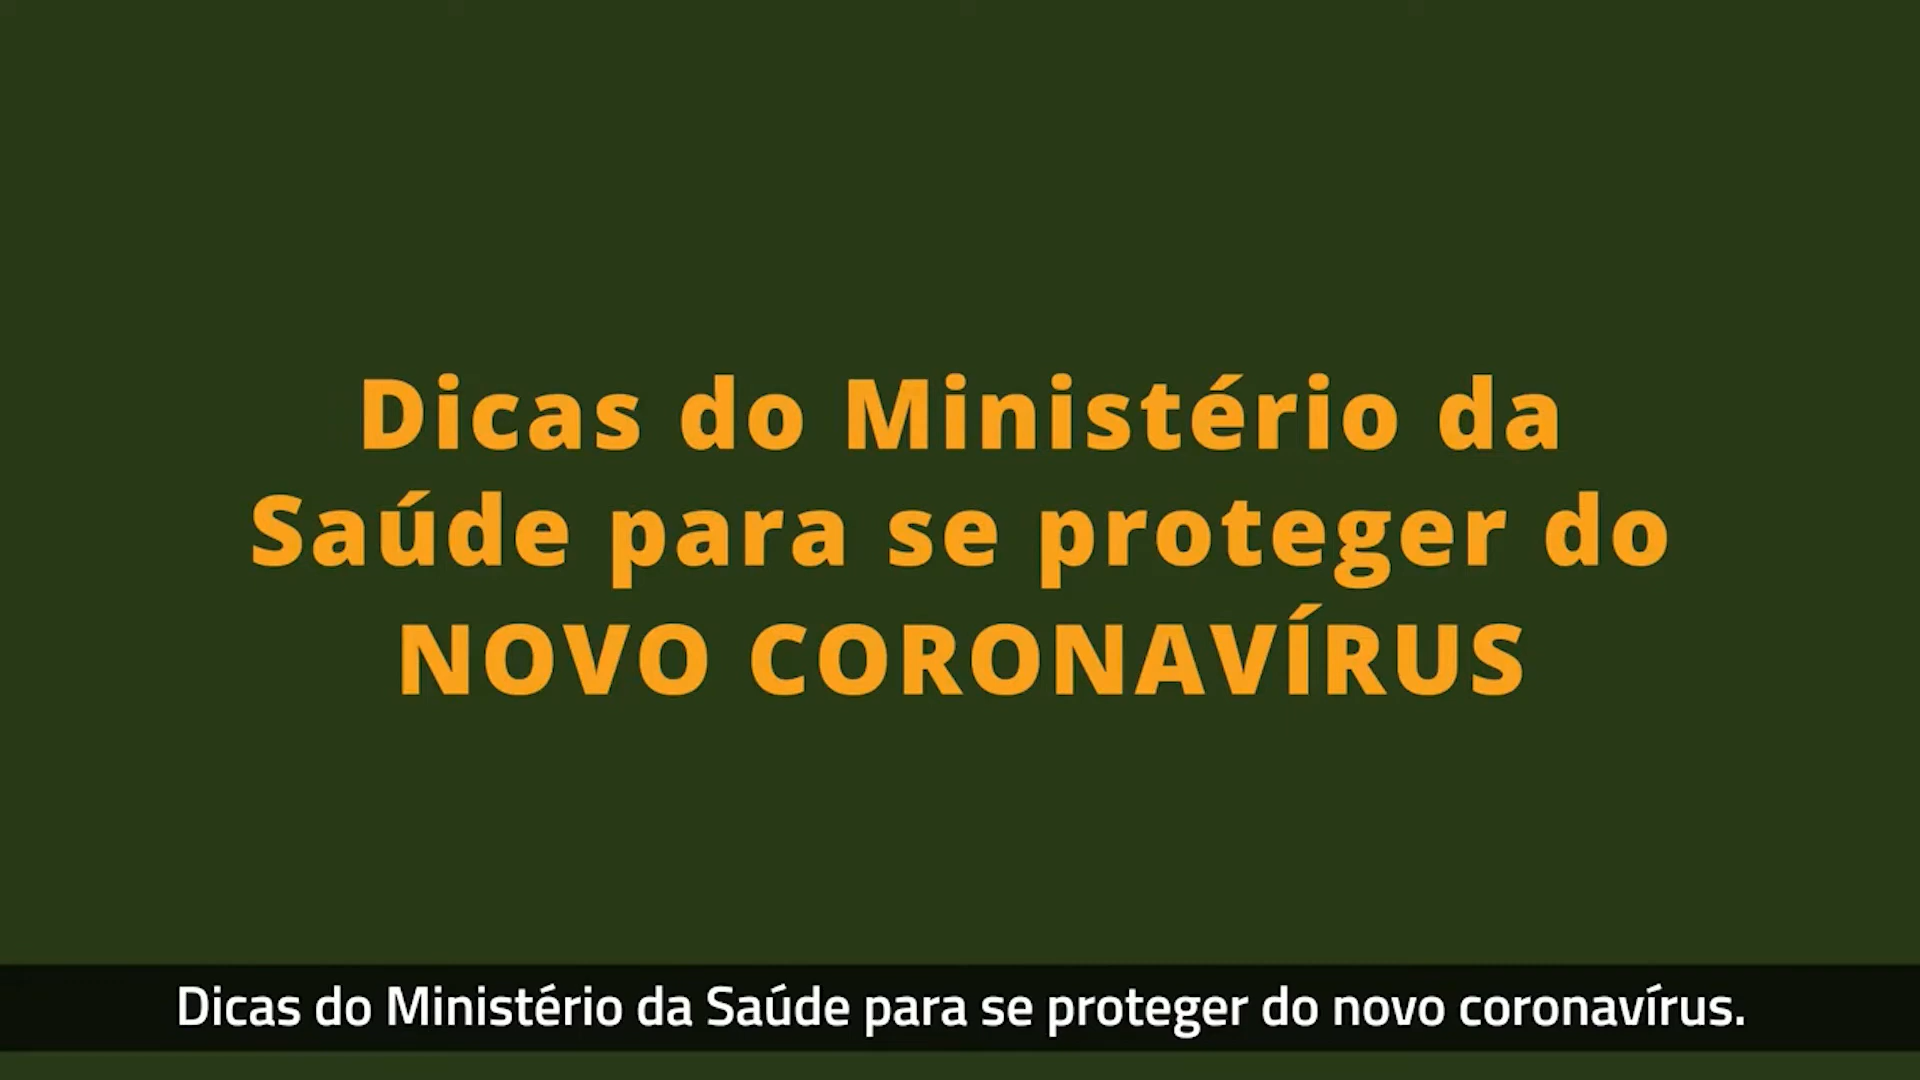 Dicas do Ministério da
Saúde para se proteger do
NOVO CORONAVÍRUS
Dicas do Ministério da Saúde para se proteger do novo coronavírus.